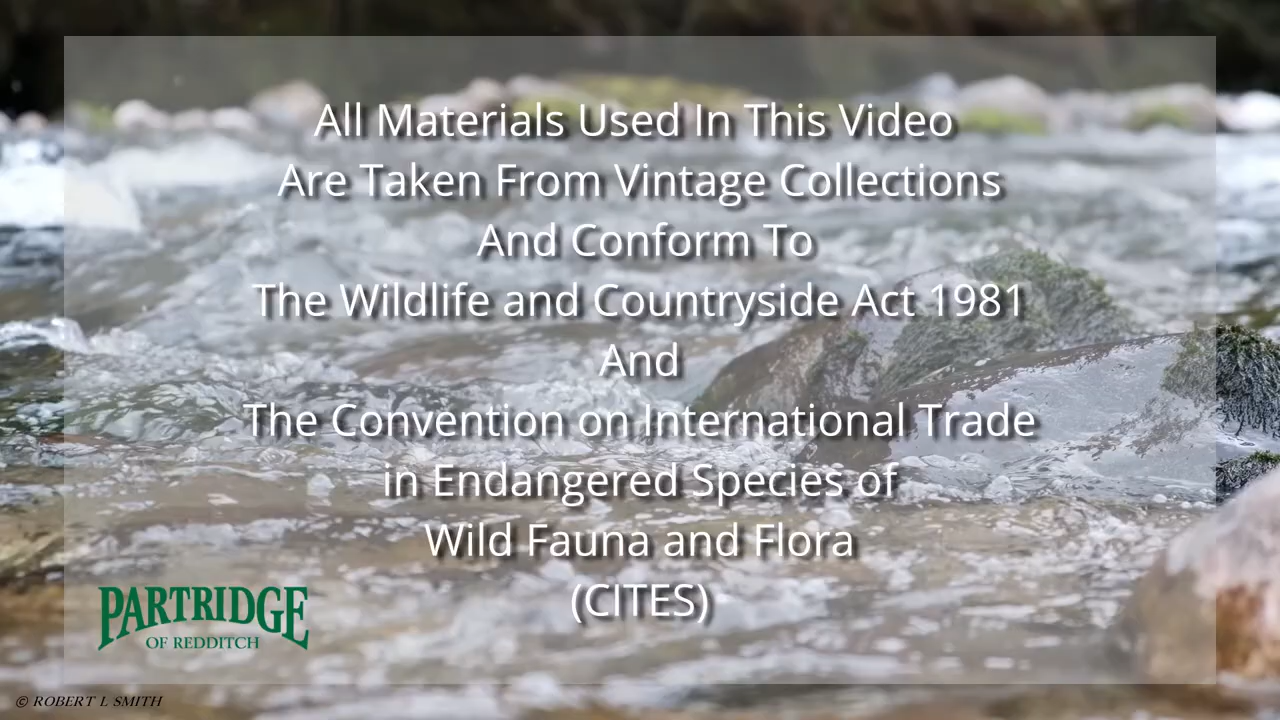 All Materials Used In This Video
Are Taken From Vintage Collections
And Conform To
The Wildlife and Countryside Act 1981
And
The Convention on International Trade
in Endangered Species of
Wild Fauna and Flora
(CITES)
PARTRIDGE
OF REDDITCH
© ROBERT L SMITH